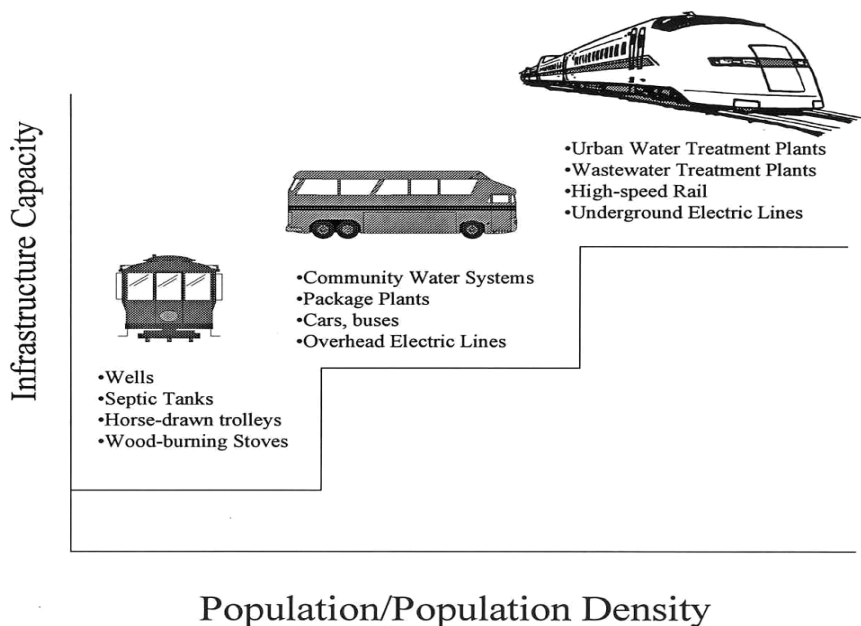 Infrastructure Capacity
•Urban Water Treatment Plants
•Wastewater Treatment Plants
•High-speed Rail
•Underground Electric Lines
•Community Water Systems
•Package Plants
•Cars, buses
•Overhead Electric Lines
•Wells
•Septic Tanks
•Horse-drawn trolleys
•Wood-burning Stoves
Population/Population Density